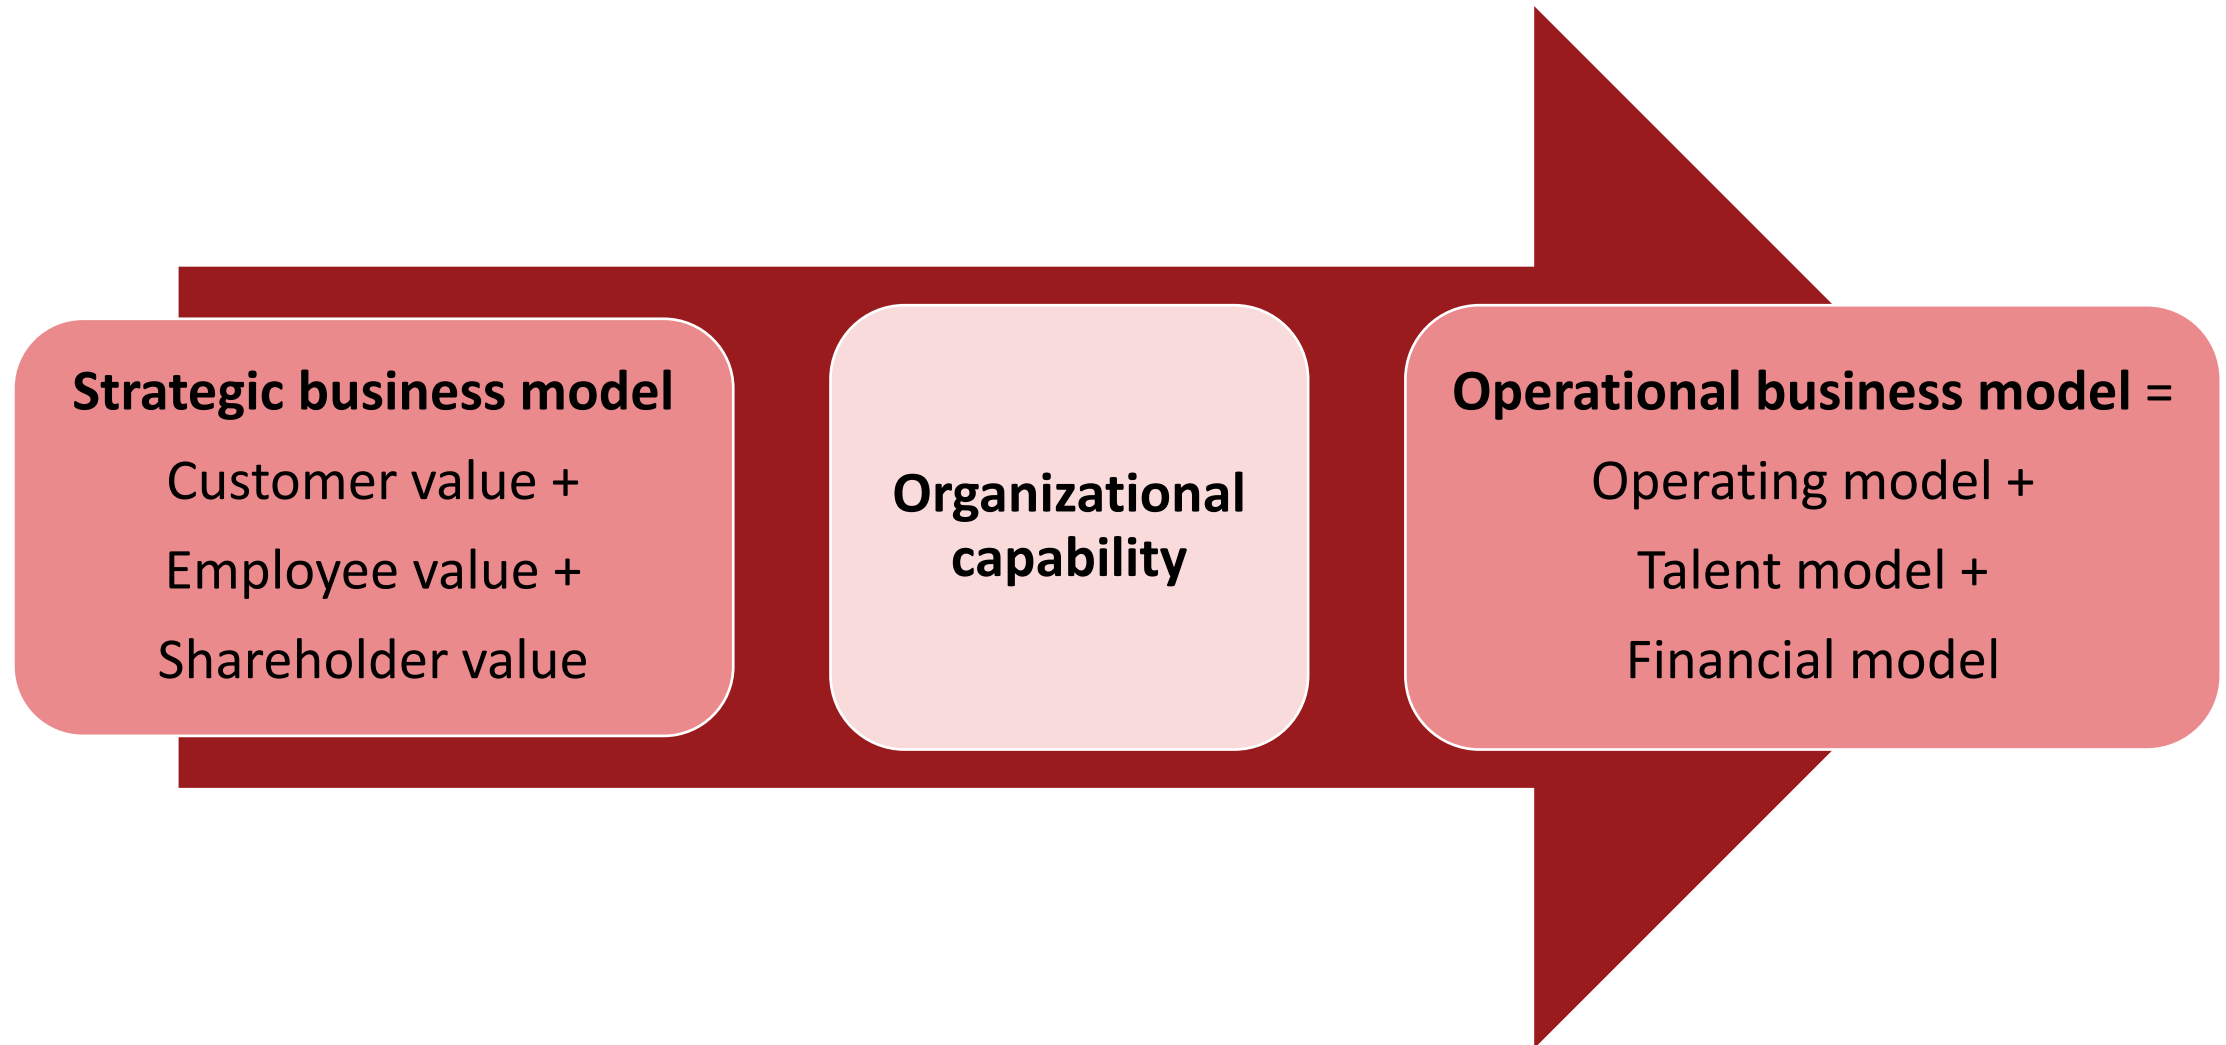 Strategic business model
Customer value +
Employee value +
Shareholder value
Organizational
capability
Operational business model =
Operating model +
Talent model +
Financial model